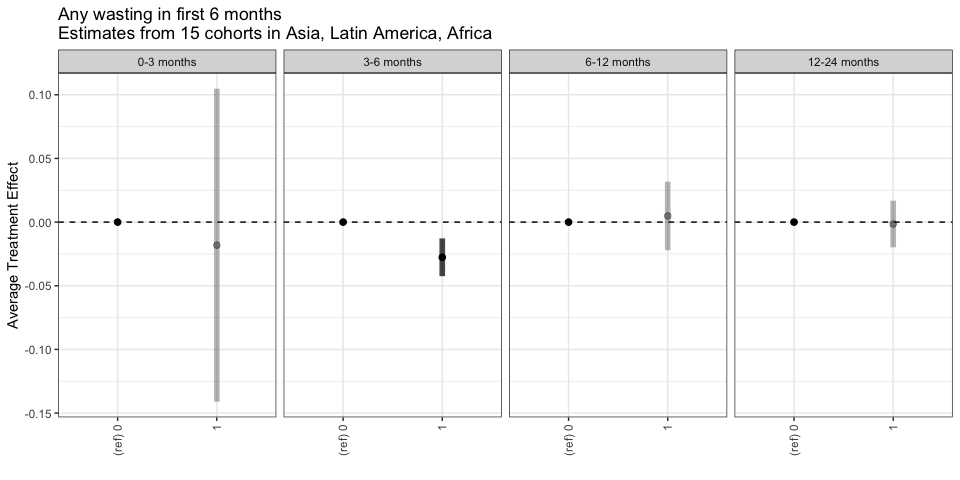 Any wasting in first 6 months
Estimates from 15 cohorts in Asia, Latin America, Africa
0-3 months
3-6 months
6-12 months
12-24 months
Average Treatment Effect
0.10
0.05
0.00
-0.05
-0.10
-0.15
(ref) 0
1
(ref) 0
1
(ref) 0
1
(ref) 0
1